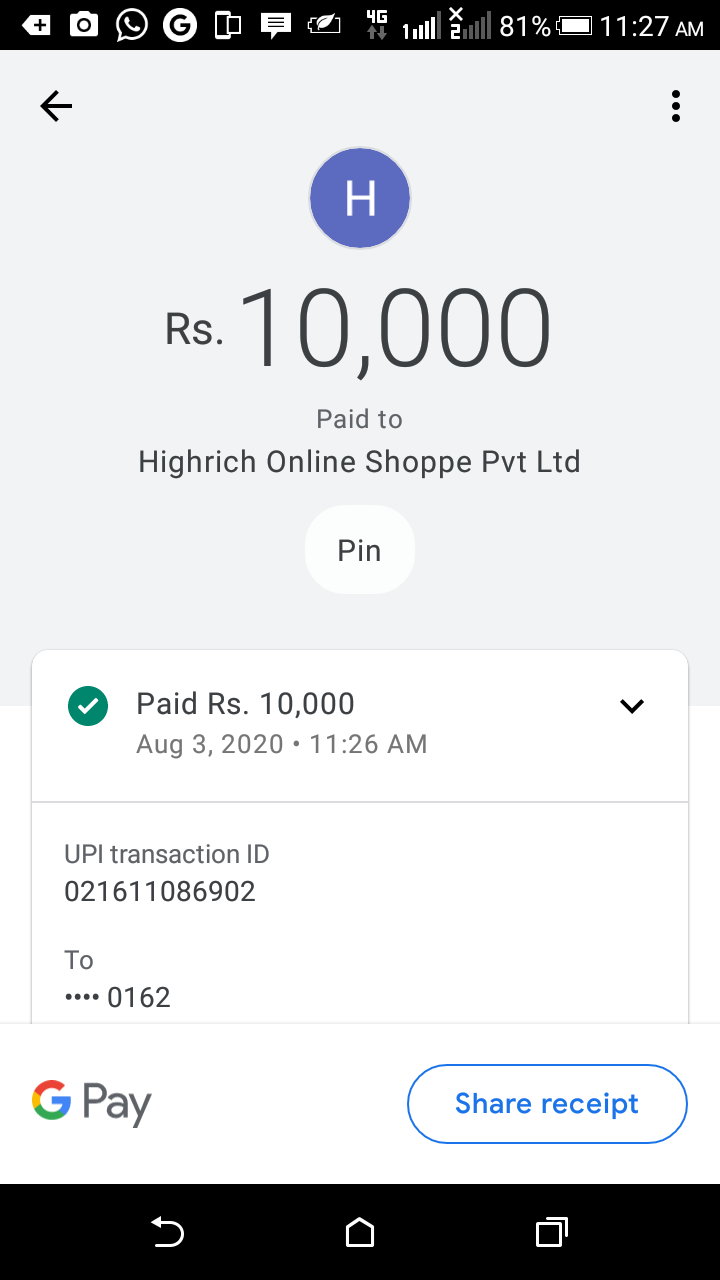 4G 1 2 81% 11:27 AM
H
Rs. 10,000
Paid to
Highrich Online Shoppe Pvt Ltd
Pin
Paid Rs. 10,000
Aug 3, 2020 • 11:26 AM
UPI transaction ID
021611086902
To
•••• 0162
G Pay
Share receipt